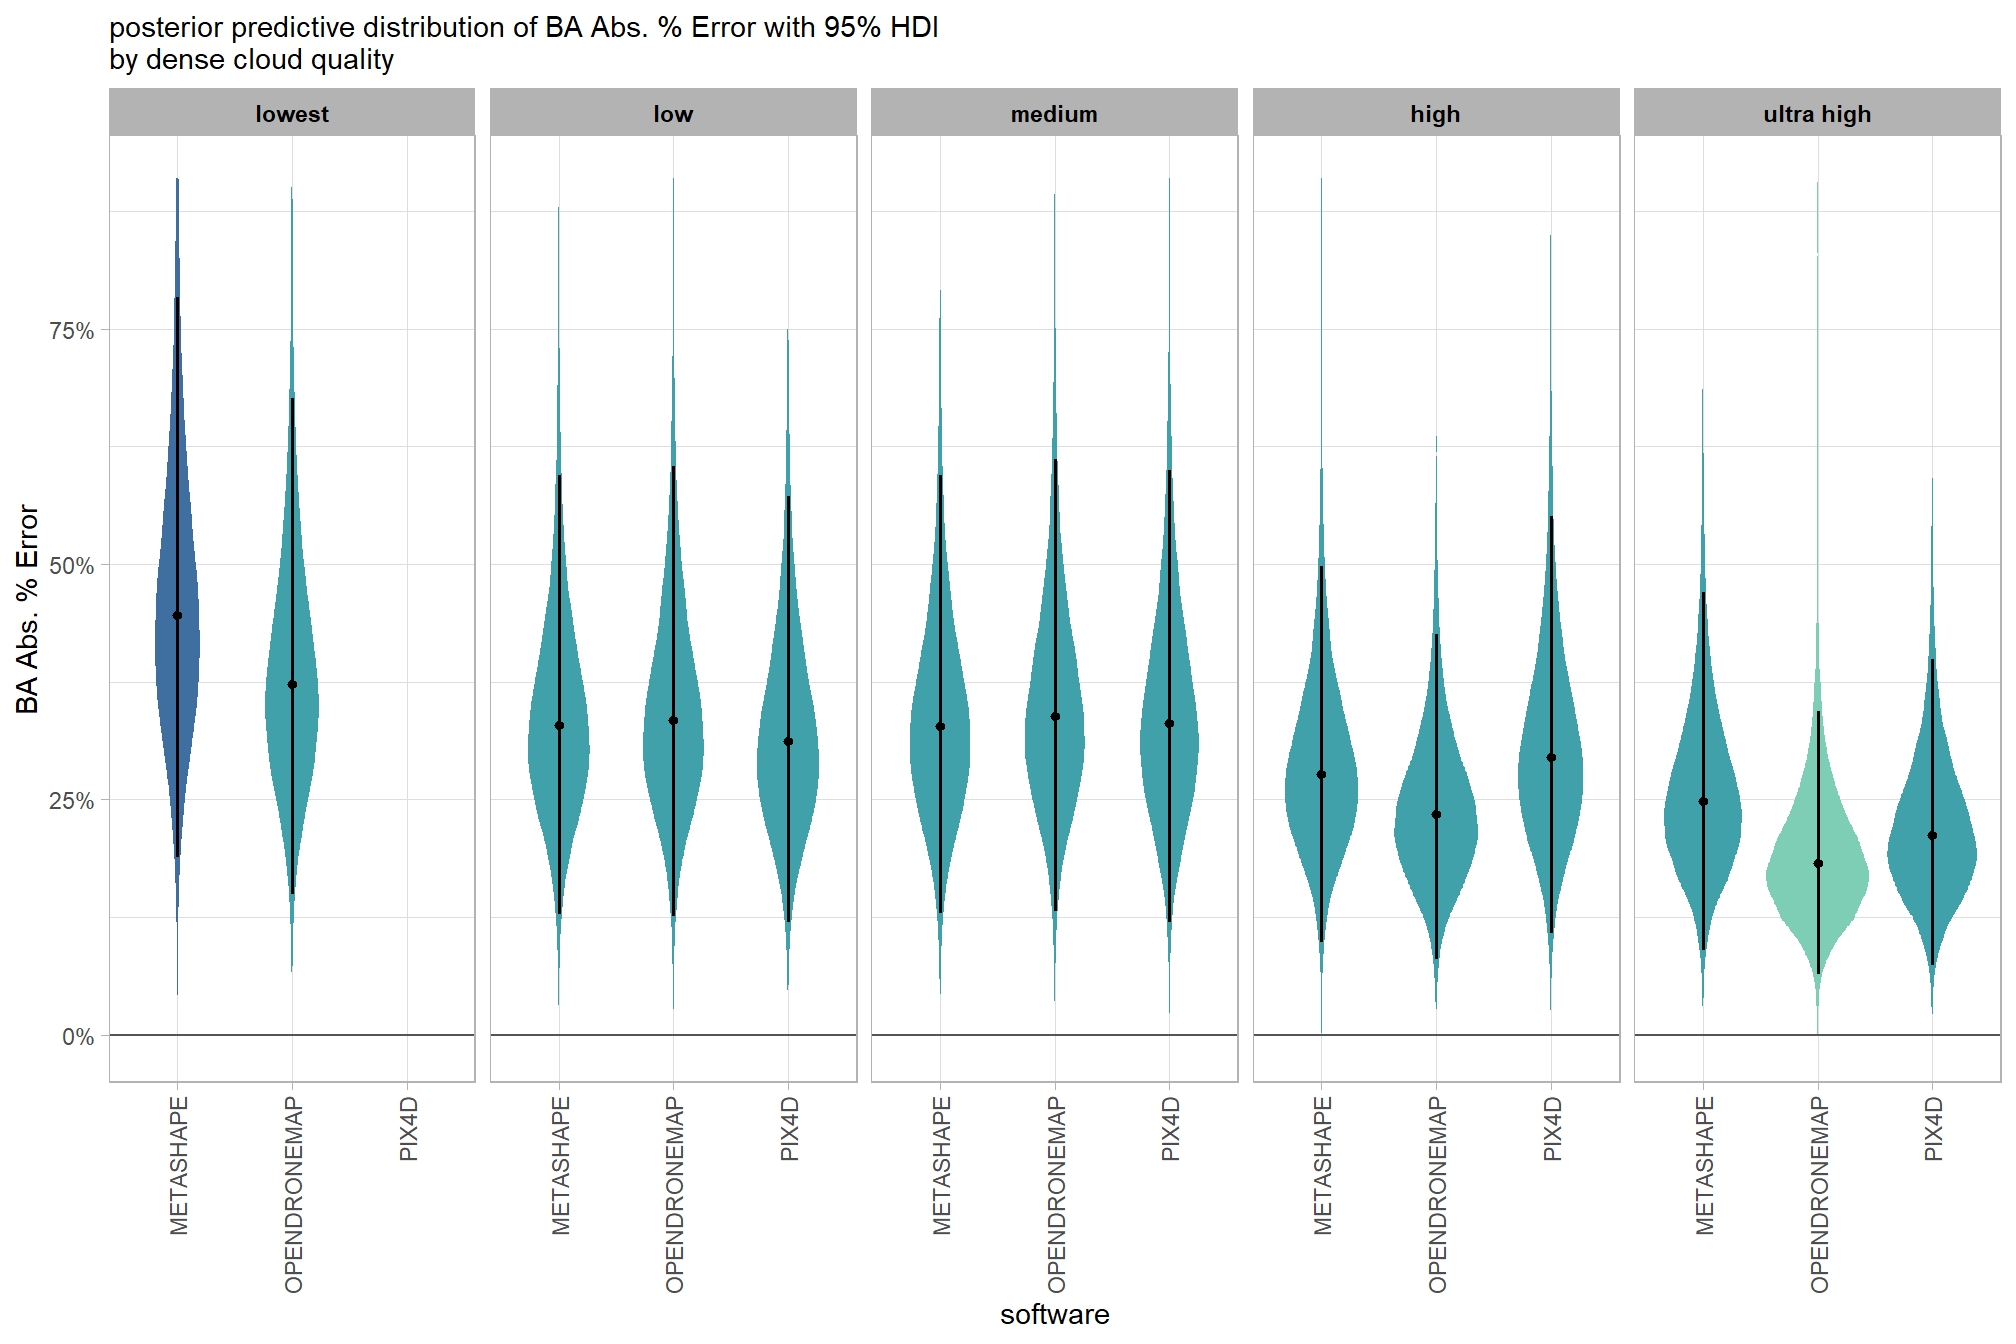 posterior predictive distribution of BA Abs. % Error with 95% HDI
by dense cloud quality
lowest low medium high ultra high
BA Abs. % Error
75%
50%
25%
0%
METASHAPE OPENDRONEMAP PIX4D METASHAPE OPENDRONEMAP PIX4D METASHAPE OPENDRONEMAP PIX4D METASHAPE OPENDRONEMAP PIX4D METASHAPE OPENDRONEMAP PIX4D
software